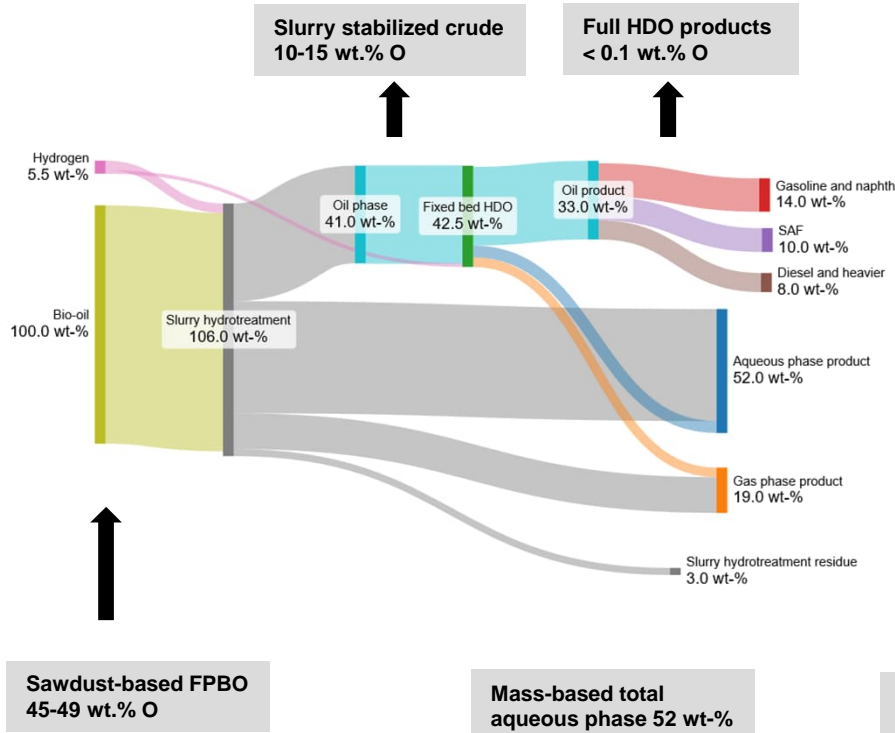 Slurry stabilized crude
10-15 wt.% O
Full HDO products
< 0.1 wt.% O
Hydrogen
5.5 wt-%
Oil phase
41.0 wt-%
Fixed bed HDO
42.5 wt-%
Oil product
33.0 wt-%
Gasoline and naphth
14.0 wt-%
SAF
10.0 wt-%
Diesel and heavier
8.0 wt-%
Bio-oil
100.0 wt-%
Slurry hydrotreatment
106.0 wt-%
Aqueous phase product
52.0 wt-%
Gas phase product
19.0 wt-%
Slurry hydrotreatment residue
3.0 wt-%
Sawdust-based FPBO
45-49 wt.% O
Mass-based total
aqueous phase 52 wt-%